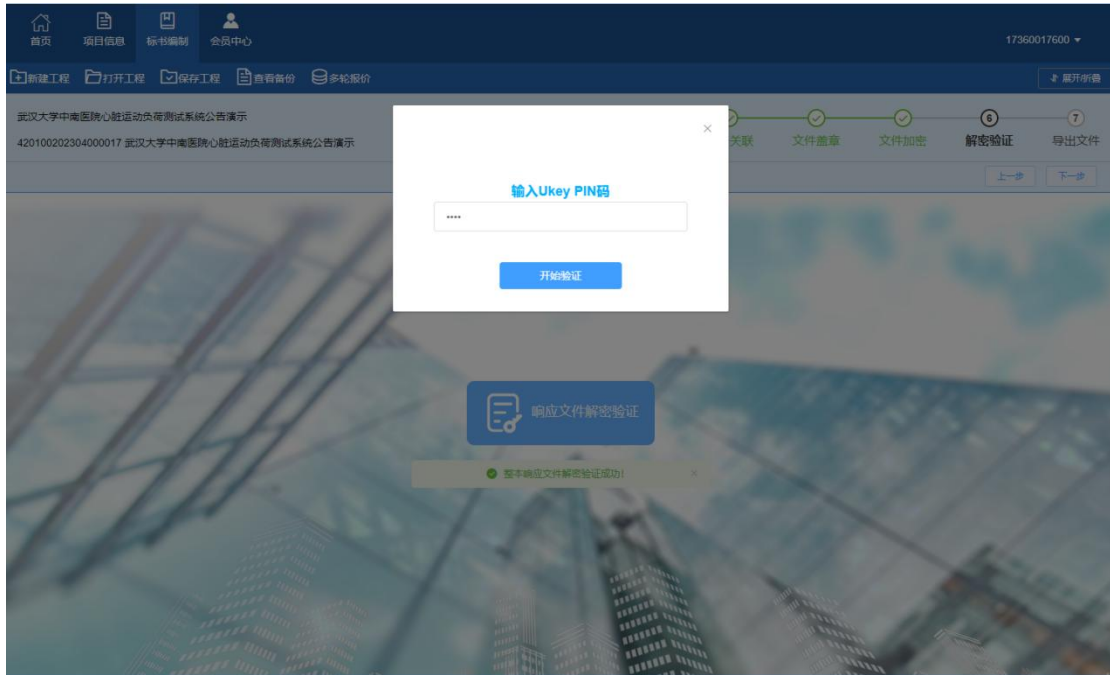 首页 项目信息 标书编制 会员中心 17360017600
新建工程 打开工程 保存工程 查看备份 多轮报价 展开/折叠
武汉大学中南医院心脏运动负荷测试系统公告演示
420100202304000017 武汉大学中南医院心脏运动负荷测试系统公告演示
关联 文件盖章 文件加密 6 解密验证 7 导出文件
上一步 下一步
输入Ukey PIN码
••••
开始验证
响应文件解密验证
整本响应文件解密验证成功!